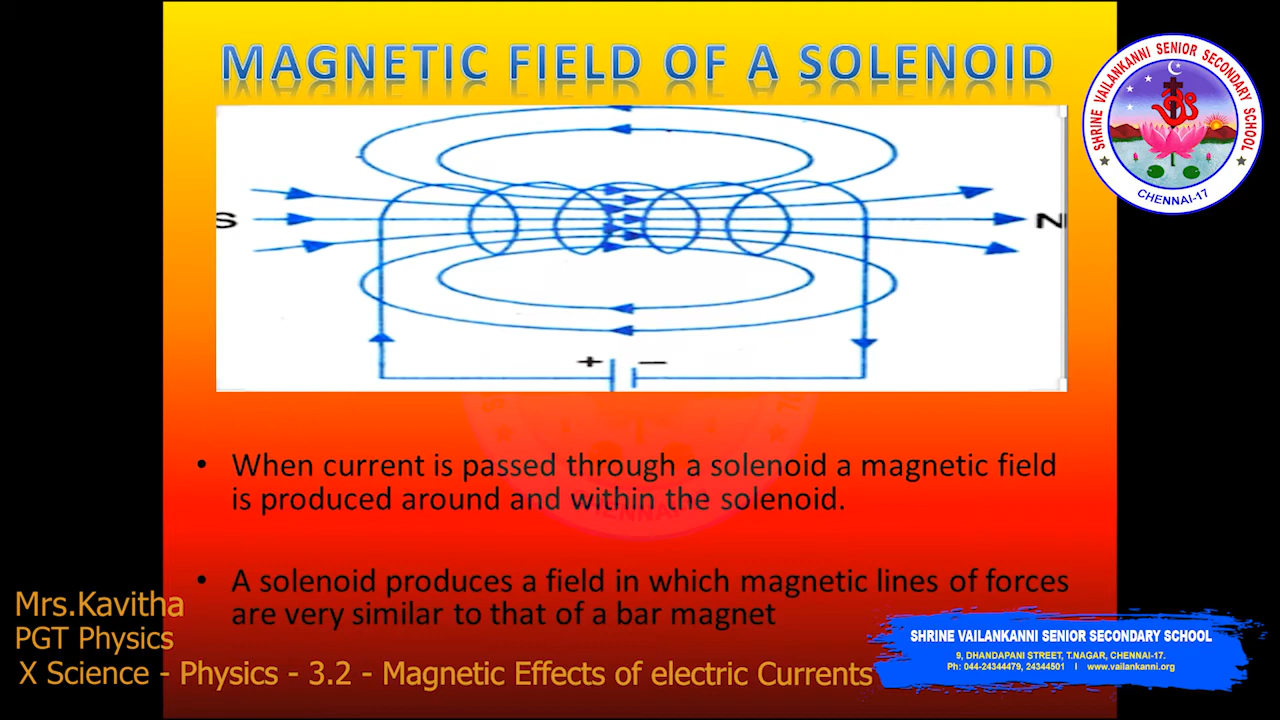 MAGNETIC FIELD OF A SOLENOID
SHRINE VAILANKANNI SENIOR SECONDARY SCHOOL
CHENNAI-17
S
N
+ −
• When current is passed through a solenoid a magnetic field
is produced around and within the solenoid.
• A solenoid produces a field in which magnetic lines of forces
are very similar to that of a bar magnet
Mrs.Kavitha
PGT Physics
X Science - Physics - 3.2 - Magnetic Effects of electric Currents
SHRINE VAILANKANNI SENIOR SECONDARY SCHOOL
9, DHANDAPANI STREET, T.NAGAR, CHENNAI-17.
Ph: 044-24344479, 24344501 I www.vailankanni.org